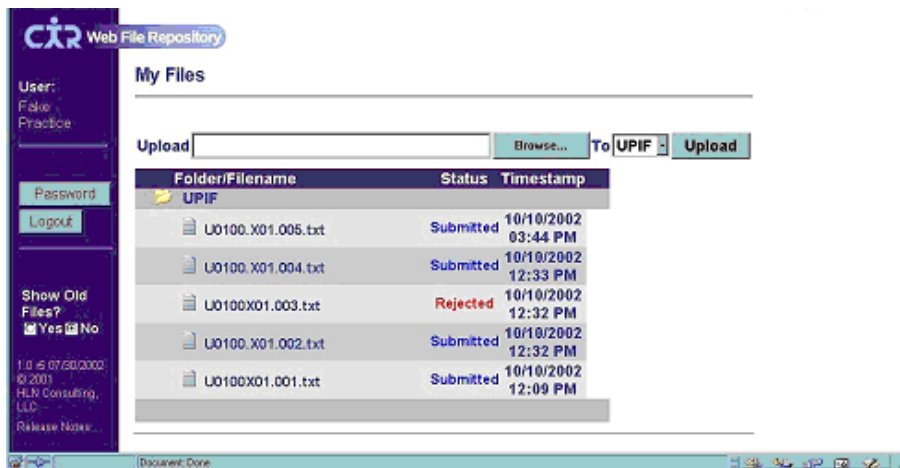 CIR Web File Repository
My Files
User:
Fake
Practice
Upload Browse... To UPIF Upload
Folder/Filename Status Timestamp
UPIF
Password
Logout
U0100.X01.005.txt Submitted 10/10/2002
03:44 PM
U0100.X01.004.txt Submitted 10/10/2002
12:33 PM
U0100X01.003.txt Rejected 10/10/2002
12:32 PM
U0100.X01.002.txt Submitted 10/10/2002
12:32 PM
U0100X01.001.txt Submitted 10/10/2002
12:09 PM
Show Old
Files?
Yes No
1.0 r5 07/30/2002
© 2001
HLN Consulting,
LLC
Release Notes...
Document: Done